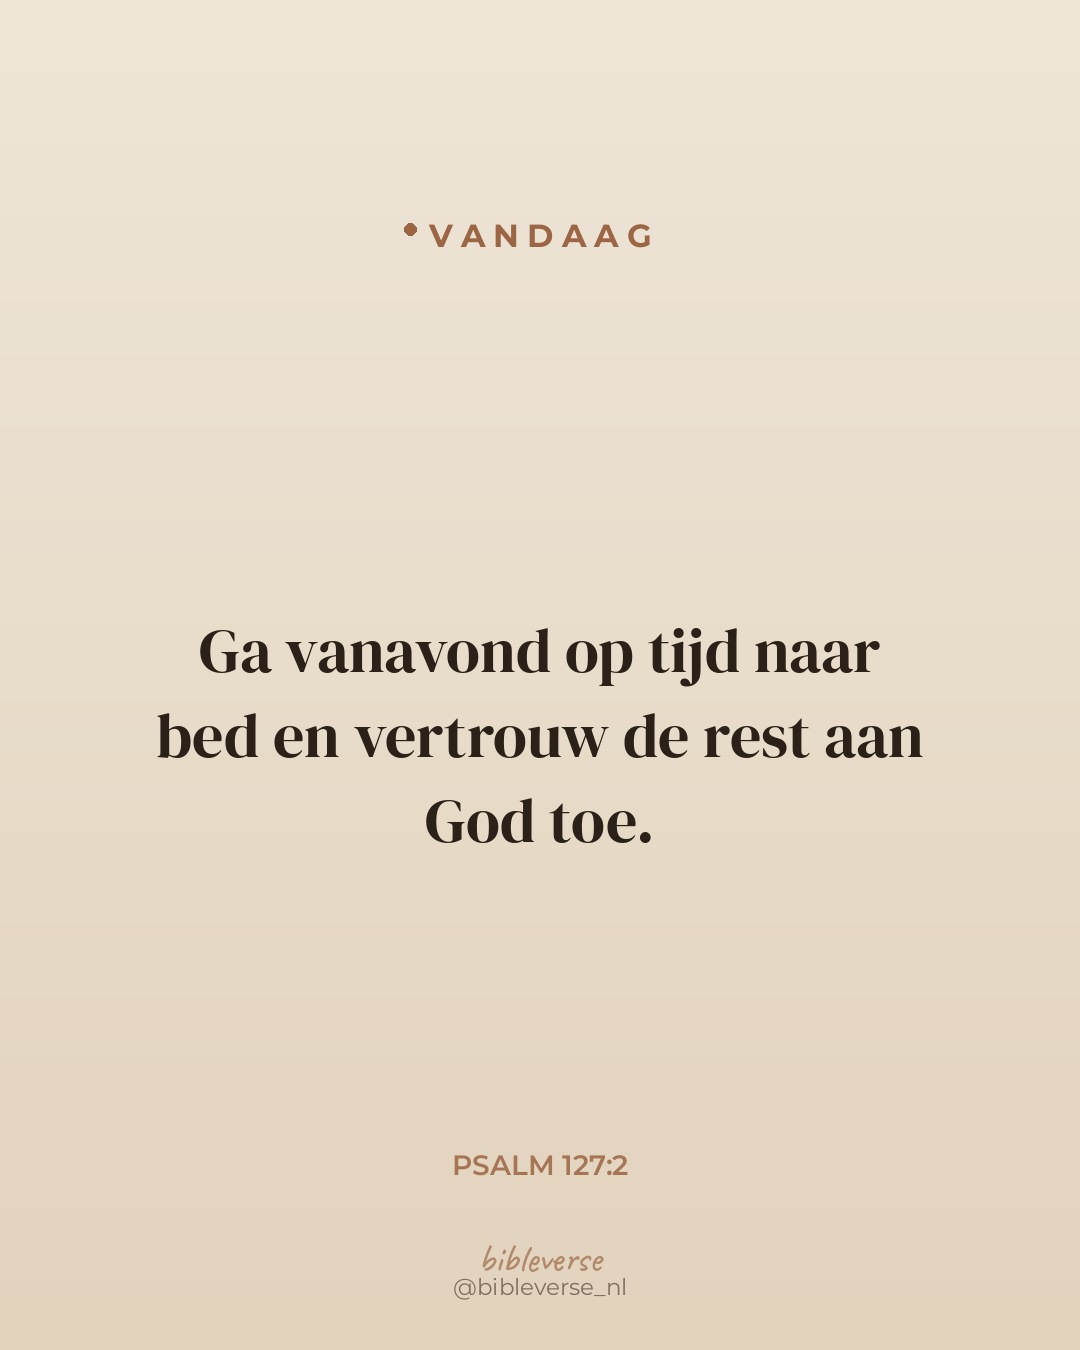 • VANDAAG
Ga vanavond op tijd naar
bed en vertrouw de rest aan
God toe.
PSALM 127:2
bibleverse
@bibleverse_nl